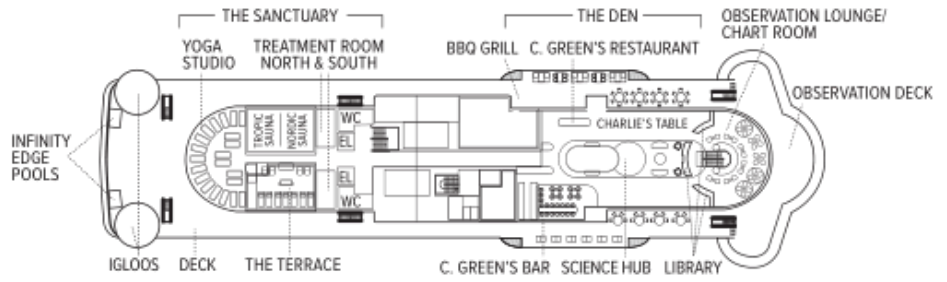 THE SANCTUARY
THE DEN
OBSERVATION LOUNGE/
CHART ROOM
YOGA
STUDIO
TREATMENT ROOM
NORTH & SOUTH
BBQ GRILL
C. GREEN'S RESTAURANT
OBSERVATION DECK
WC
TROPIC
SAUNA
NORDIC
SAUNA
CHARLIE'S TABLE
EL
INFINITY
EDGE
POOLS
EL
WC
IGLOOS
DECK
THE TERRACE
C. GREEN'S BAR
SCIENCE HUB
LIBRARY